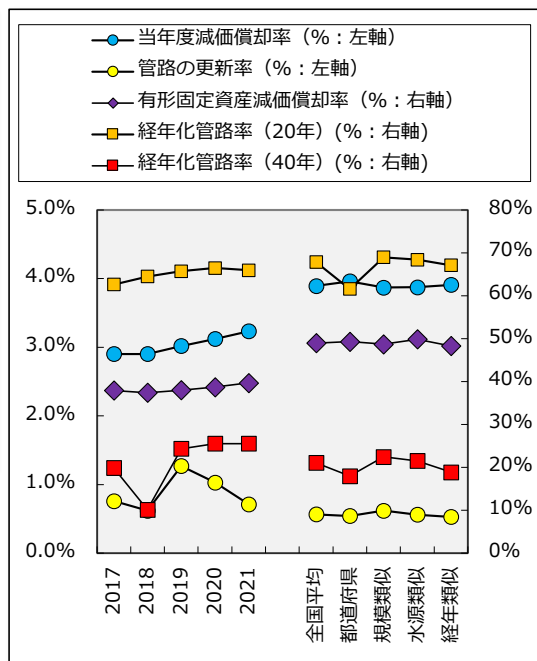 当年度減価償却率（%：左軸）
管路の更新率（%：左軸）
有形固定資産減価償却率（%：右軸）
経年化管路率（20年）(%：右軸)
経年化管路率（40年）(%：右軸)
5.0%
4.0%
3.0%
2.0%
1.0%
0.0%
80%
70%
60%
50%
40%
30%
20%
10%
0%
2017
2018
2019
2020
2021
全国平均
都道府県
規模類似
水源類似
経年類似